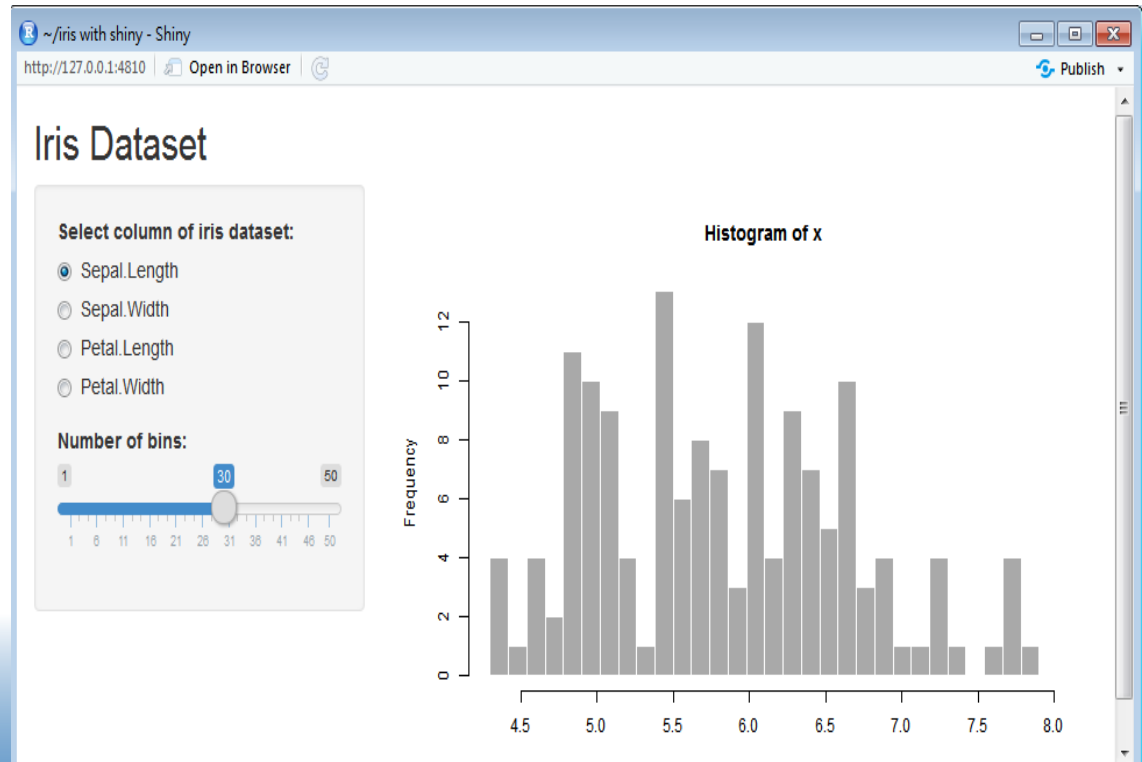 ~/iris with shiny - Shiny
http://127.0.0.1:4810 Open in Browser Publish
Iris Dataset
Select column of iris dataset:
Sepal.Length
Sepal.Width
Petal.Length
Petal.Width
Number of bins:
1 30 50
1 6 11 16 21 26 31 36 41 46 50
Histogram of x
Frequency
0 2 4 6 8 10 12
4.5 5.0 5.5 6.0 6.5 7.0 7.5 8.0